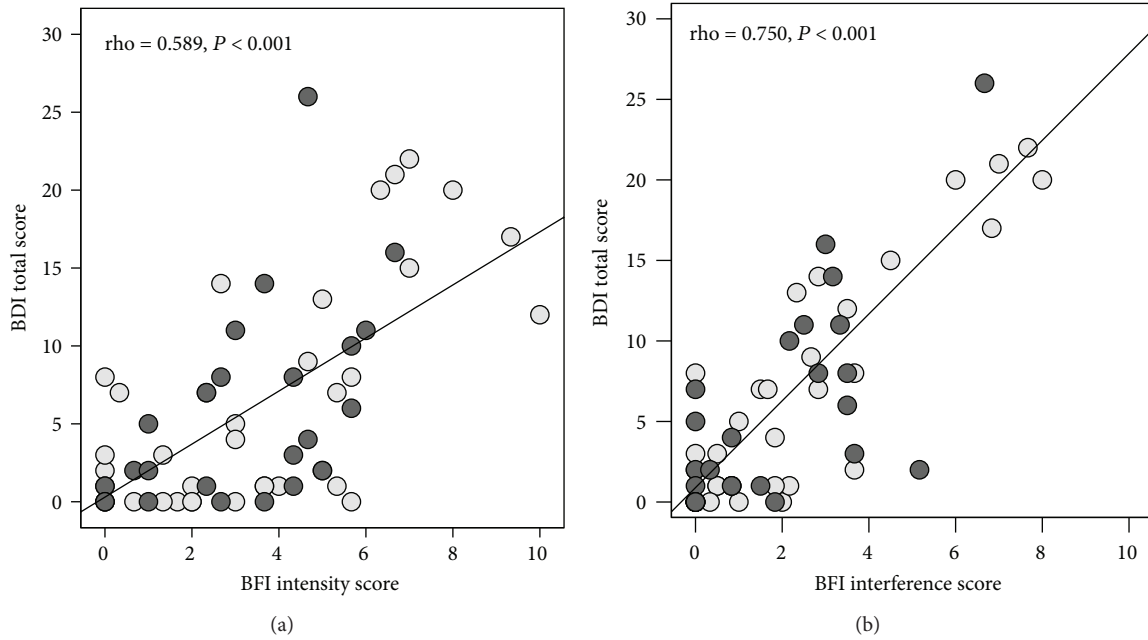 rho = 0.589, P < 0.001
30
25
20
15
10
5
0
BDI total score
0 2 4 6 8 10
BFI intensity score
(a)
rho = 0.750, P < 0.001
30
25
20
15
10
5
0
BDI total score
0 2 4 6 8 10
BFI interference score
(b)